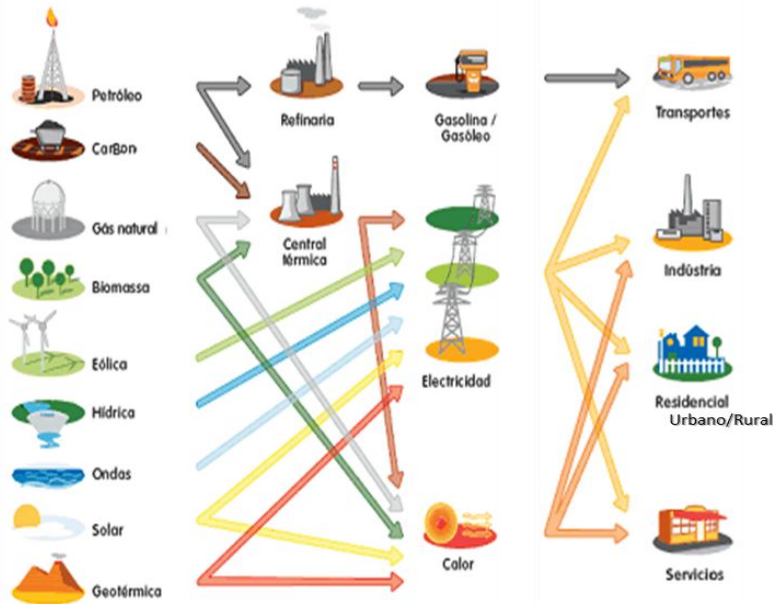 Petróleo
CarBon
Gás natural
Biomassa
Eólica
Hídrica
Ondas
Solar
Geotérmica
Refinaria
Central
térmica
Gasolina /
Gasóleo
Electricidad
Calor
Transportes
Indústria
Residencial
Urbano/Rural
Servicios